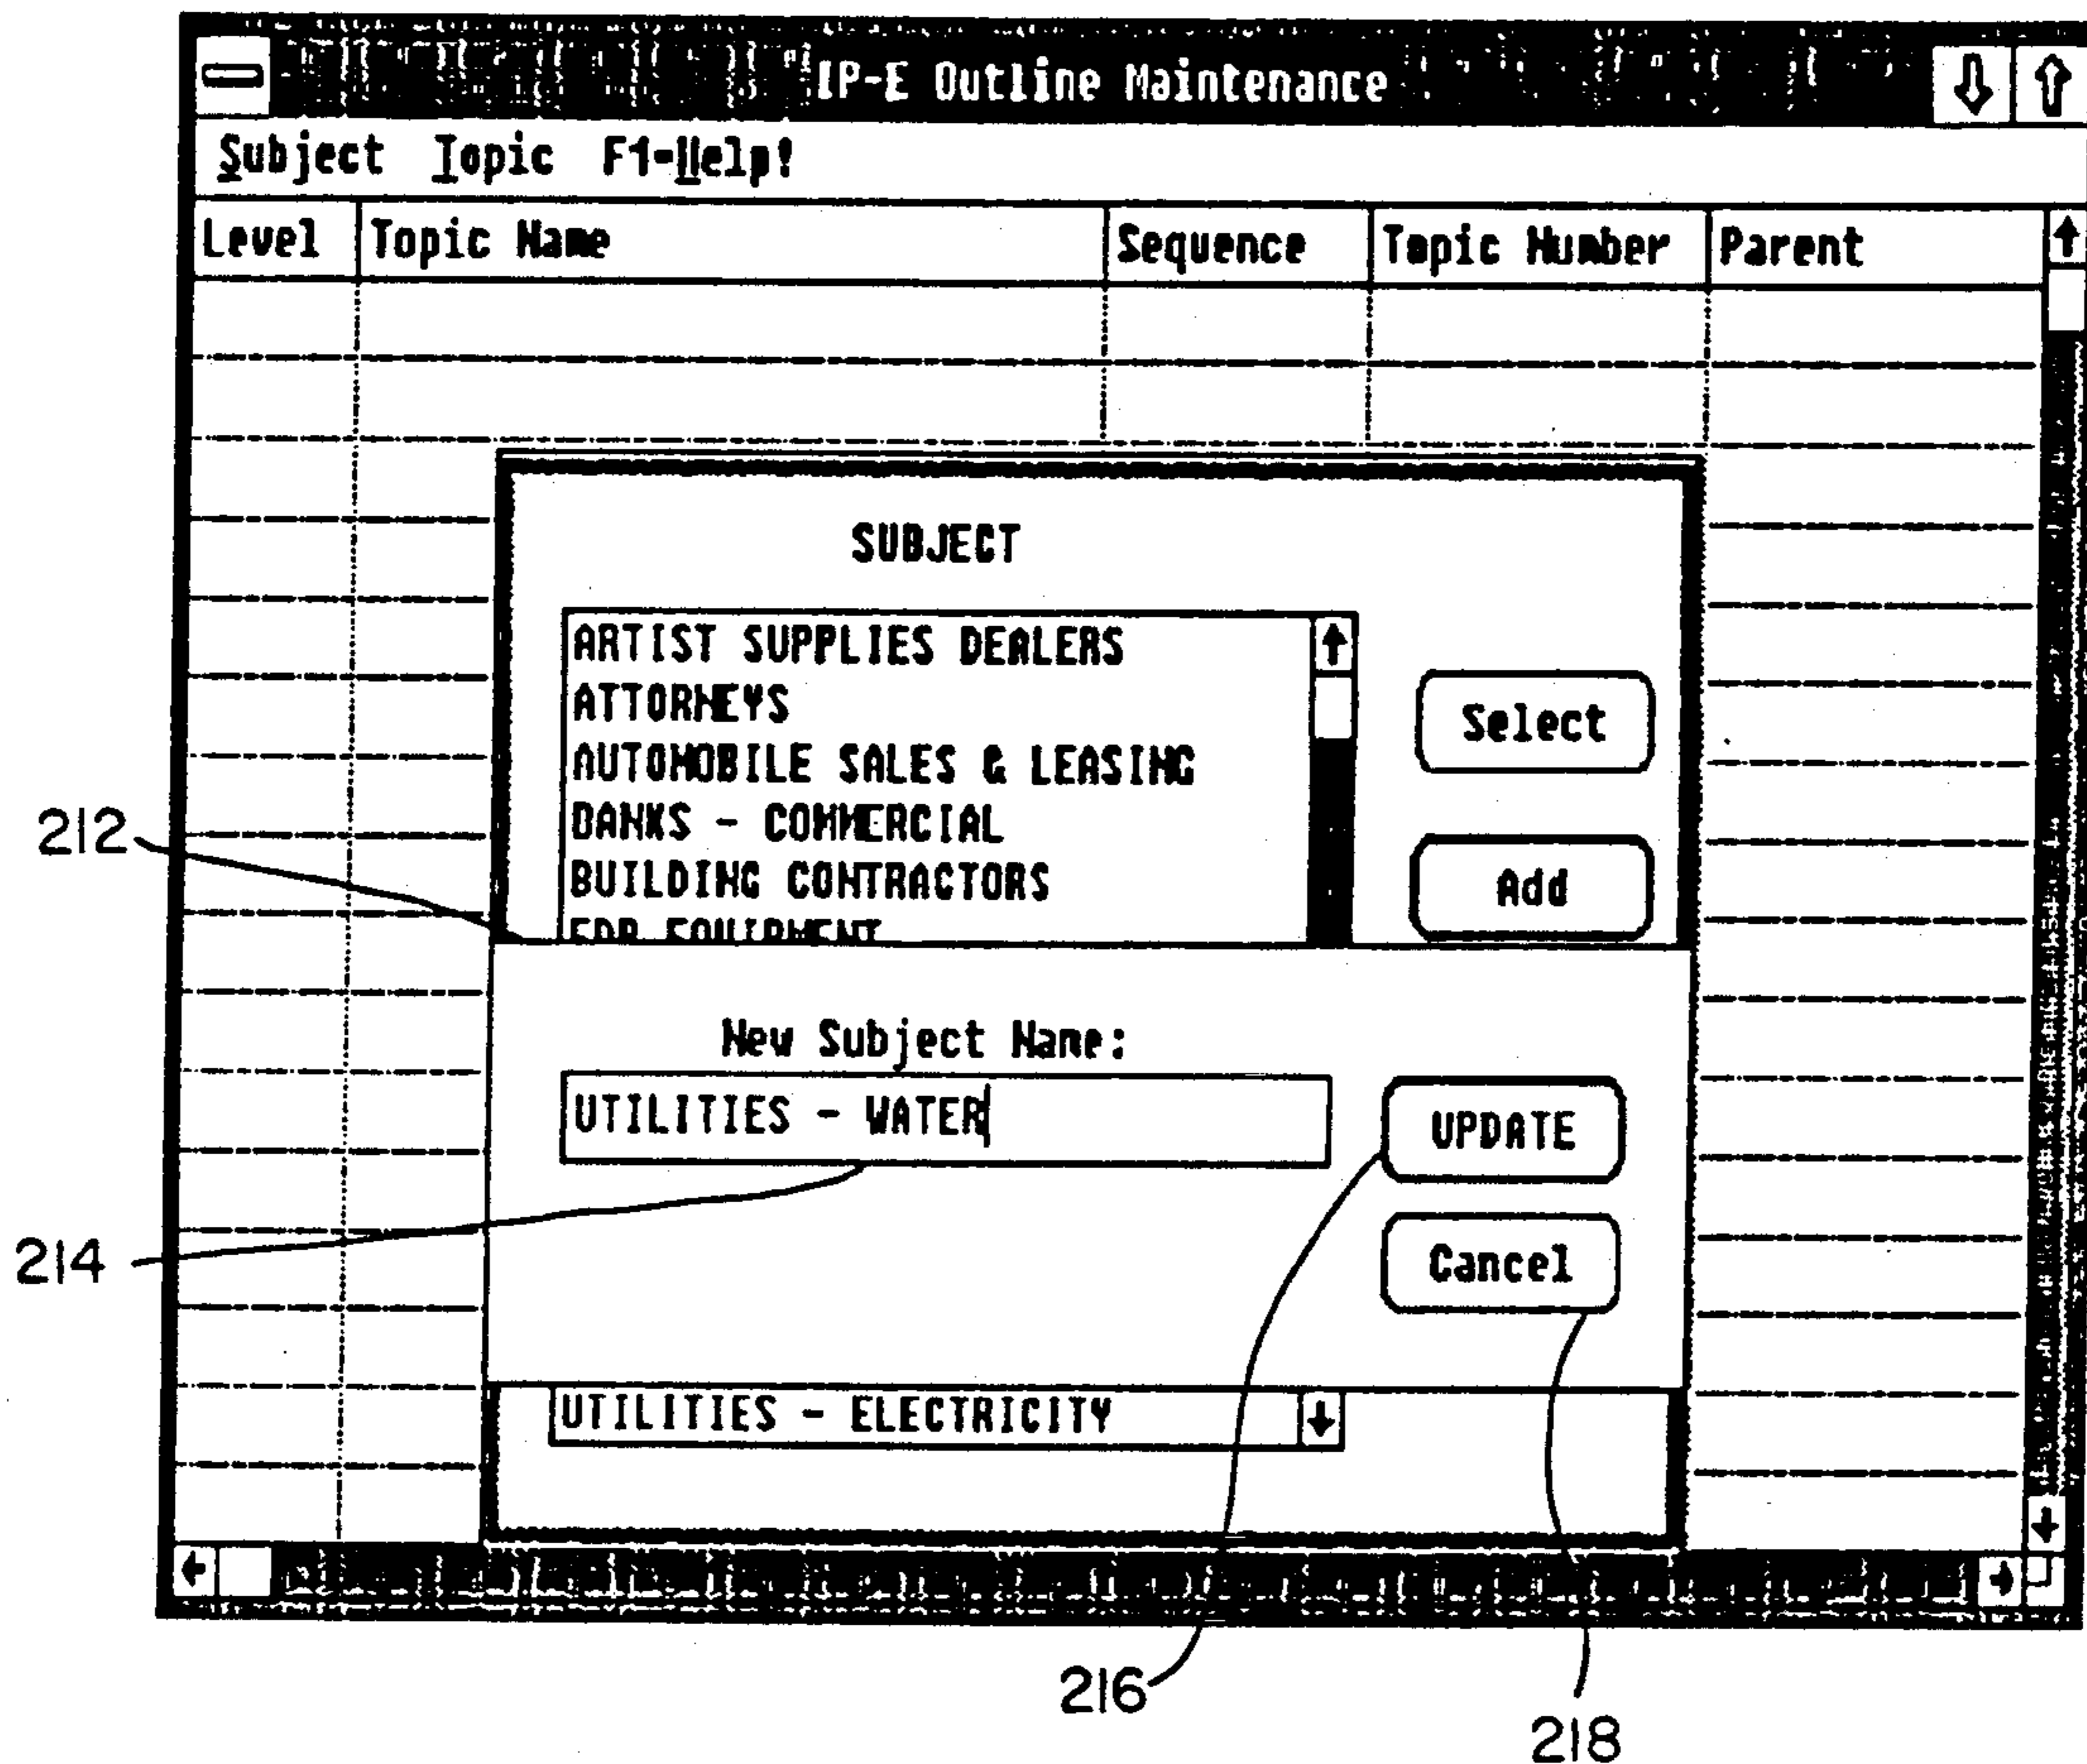 IP-E Outline Maintenance
Subject Topic F1=Help!
Level Topic Name Sequence Topic Number Parent
SUBJECT
ARTIST SUPPLIES DEALERS
ATTORNEYS
Select
AUTOMOBILE SALES & LEASING
BANKS - COMMERCIAL
BUILDING CONTRACTORS
Add
EDP EQUIPMENT
212
New Subject Name:
UTILITIES - WATER
UPDATE
214
Cancel
UTILITIES - ELECTRICITY
216
218